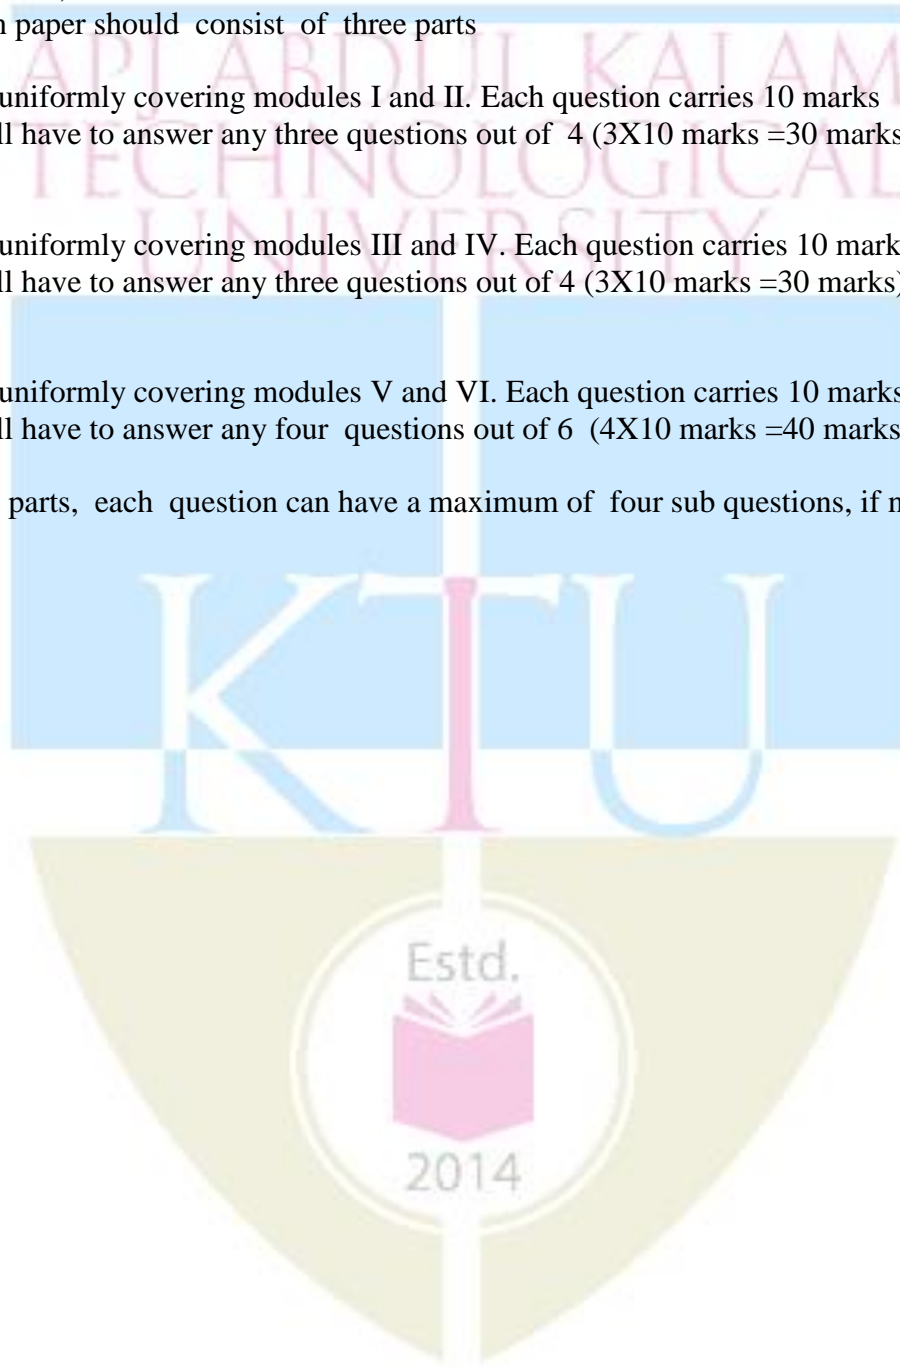 n paper should consist of three parts
API ABDUL KALAM
uniformly covering modules I and II. Each question carries 10 marks
ll have to answer any three questions out of 4 (3X10 marks =30 marks
TECHNOLOGICAL
UNIVERSITY
uniformly covering modules III and IV. Each question carries 10 mark
ll have to answer any three questions out of 4 (3X10 marks =30 marks)
uniformly covering modules V and VI. Each question carries 10 marks
ll have to answer any four questions out of 6 (4X10 marks =40 marks
parts, each question can have a maximum of four sub questions, if n
KTU
Estd.
2014